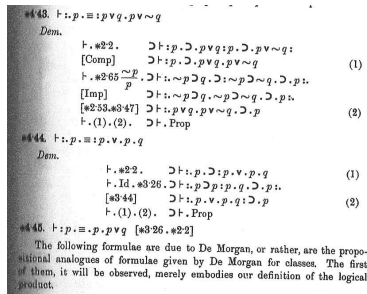 *4·43. ⊢:.p.≡:p∨q.p∨∼q
Dem.
⊢.*2·2. ⊃⊢:p.⊃.p∨q:p.⊃.p∨∼q:
[Comp] ⊃⊢:p.⊃.p∨q.p∨∼q (1)
⊢.*2·65 ∼p/p .⊃⊢:.∼p⊃q.⊃:∼p⊃∼q.⊃.p:.
[Imp] ⊃⊢:.∼p⊃q.∼p⊃∼q.⊃.p:.
[*2·53.*3·47] ⊃⊢:.p∨q.p∨∼q.⊃.p (2)
⊢.(1).(2). ⊃⊢.Prop
*4·44. ⊢:.p.≡:p.∨.p.q
Dem.
⊢.*2·2. ⊃⊢:.p.⊃:p.∨.p.q (1)
⊢.Id.*3·26.⊃⊢:.p⊃p:p.q.⊃.p:.
[*3·44] ⊃⊢:.p.∨.p.q:⊃.p (2)
⊢.(1).(2). ⊃⊢.Prop
*4·45. ⊢:p.≡.p.p∨q [*3·26.*2·2]
The following formulae are due to De Morgan, or rather, are the propo-
sitional analogues of formulae given by De Morgan for classes. The first
of them, it will be observed, merely embodies our definition of the logical
product.